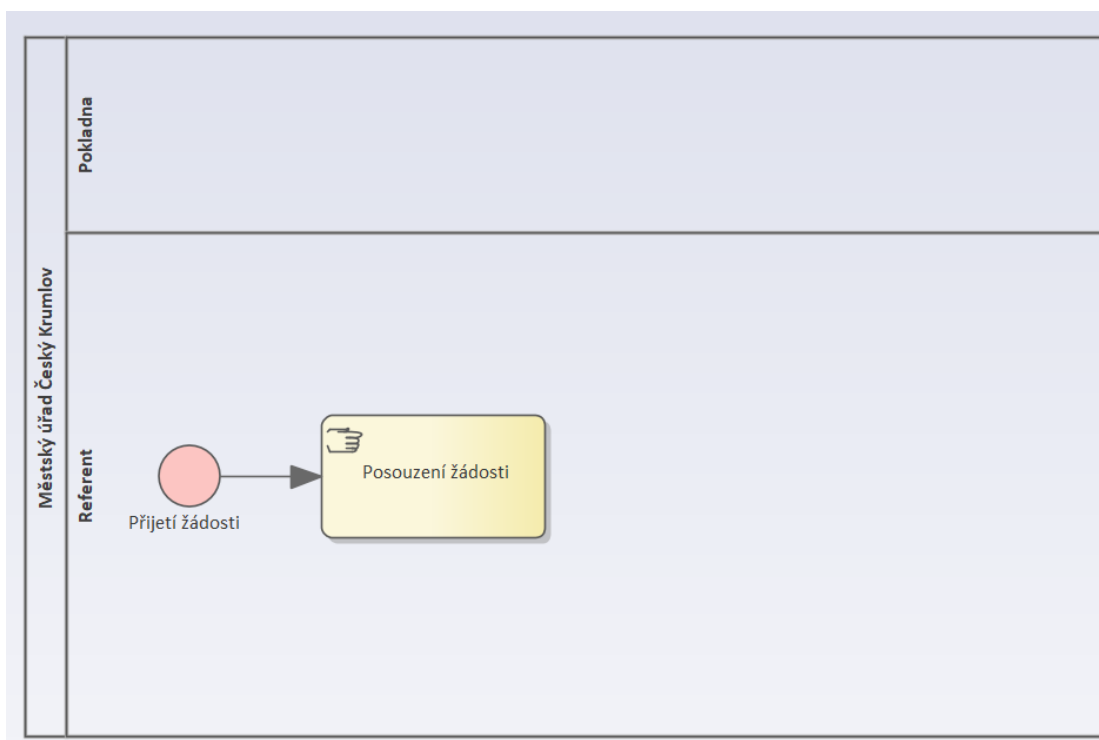 Městský úřad Český Krumlov
Pokladna
Referent
Přijetí žádosti
Posouzení žádosti